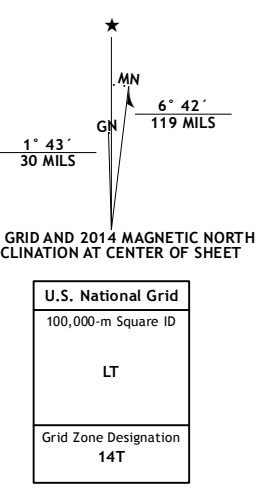 ★
MN
6° 42´
119 MILS
GN
1° 43´
30 MILS
GRID AND 2014 MAGNETIC NORTH
CLINATION AT CENTER OF SHEET
U.S. National Grid
100,000-m Square ID
LT
Grid Zone Designation
14T